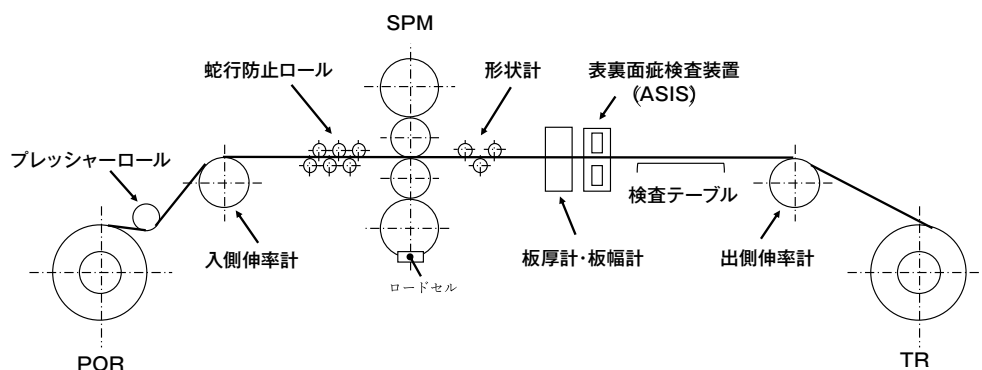 SPM
蛇行防止ロール
形状計
表裏面疵検査装置
(ASIS)
プレッシャーロール
検査テーブル
入側伸率計
板厚計・板幅計
出側伸率計
ロードセル
POR
TR